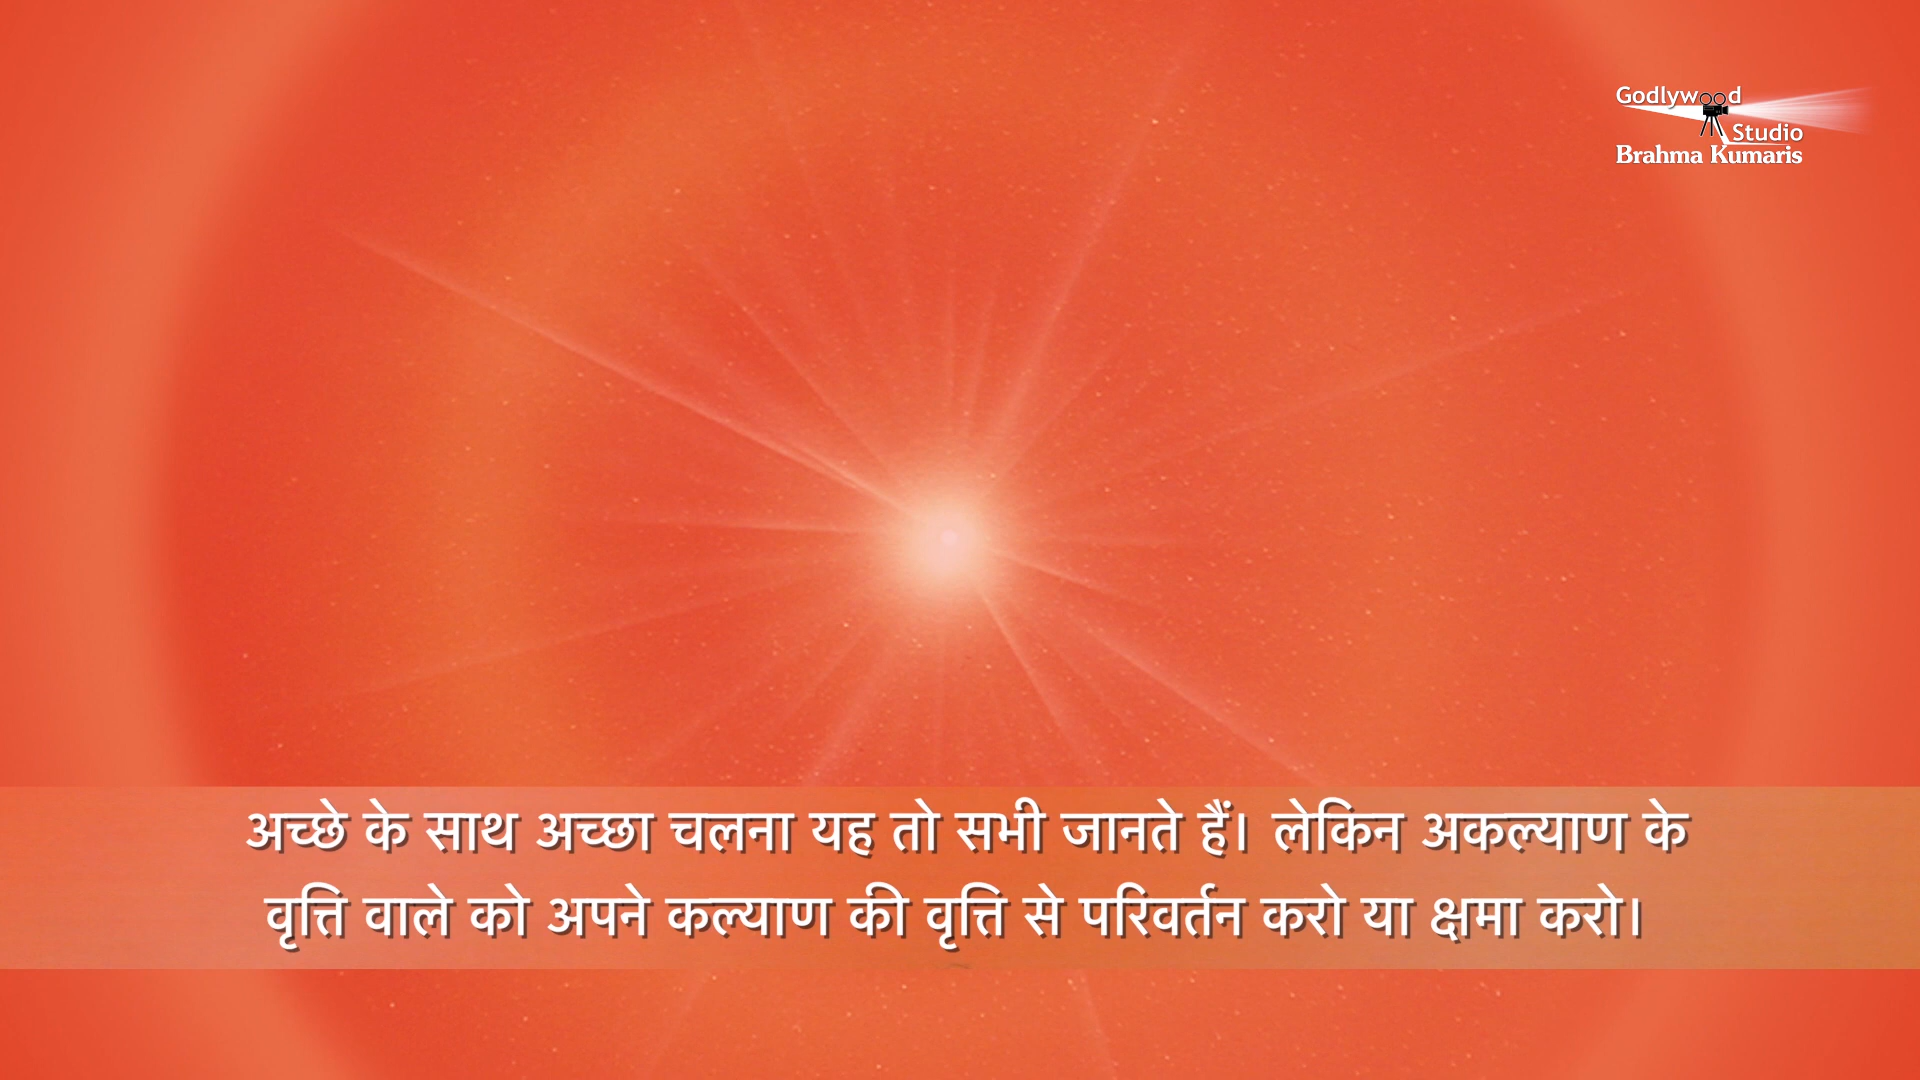 Godlywood
Studio
Brahma Kumaris
अच्छे के साथ अच्छा चलना यह तो सभी जानते हैं। लेकिन अकल्याण के
वृत्ति वाले को अपने कल्याण की वृत्ति से परिवर्तन करो या क्षमा करो।